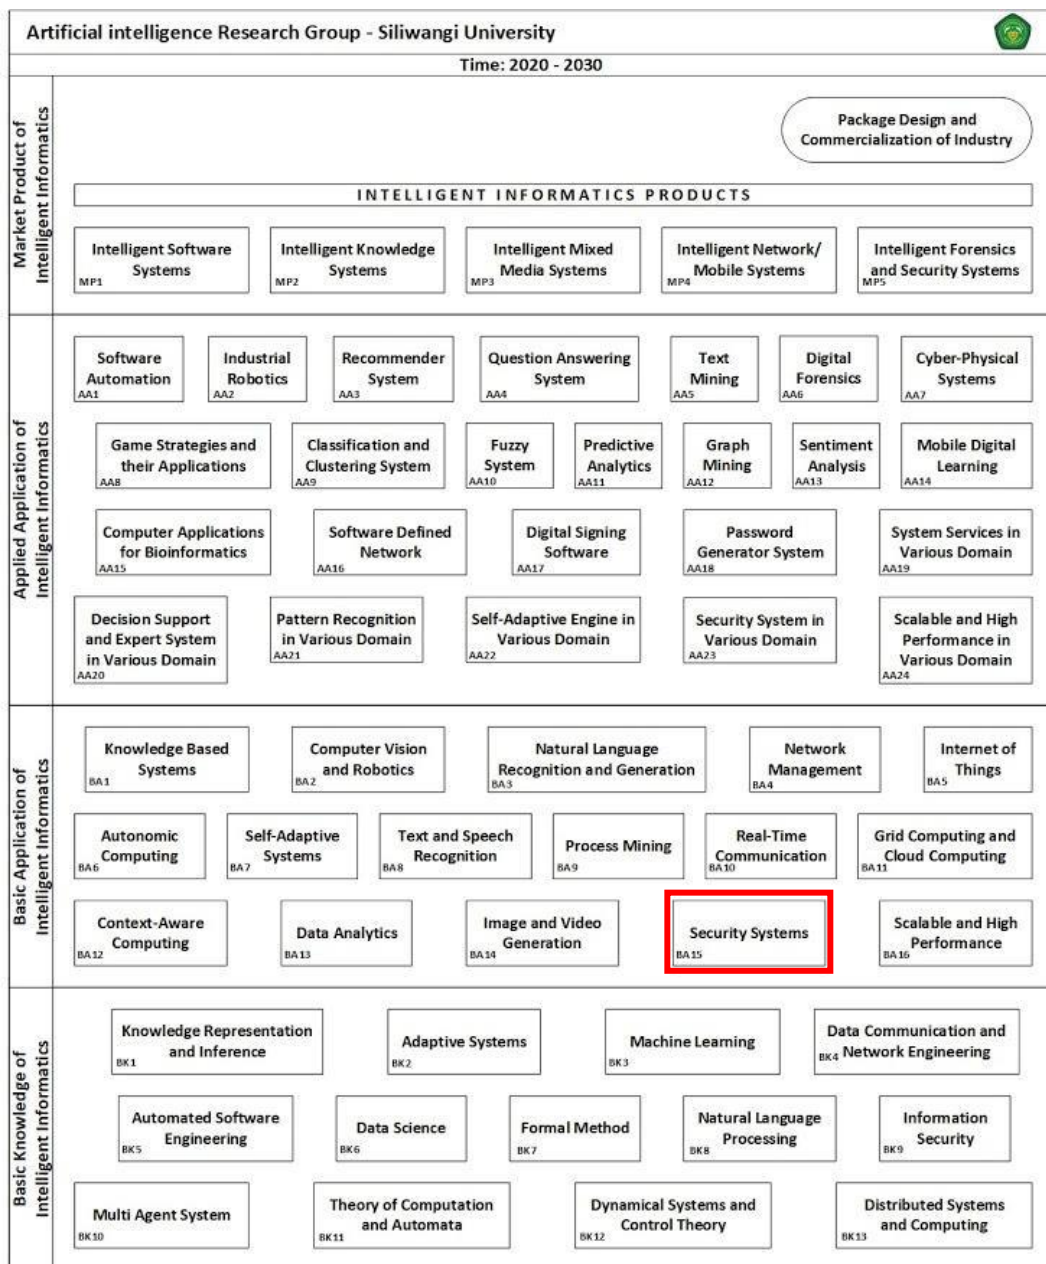 Artificial intelligence Research Group - Siliwangi University
Time: 2020 - 2030
Market Product of
Intelligent Informatics
Package Design and
Commercialization of Industry
INTELLIGENT INFORMATICS PRODUCTS
Intelligent Software
Systems
MP1
Intelligent Knowledge
Systems
MP2
Intelligent Mixed
Media Systems
MP3
Intelligent Network/
Mobile Systems
MP4
Intelligent Forensics
and Security Systems
MP5
Applied Application of
Intelligent Informatics
Software
Automation
AA1
Industrial
Robotics
AA2
Recommender
System
AA3
Question Answering
System
AA4
Text
Mining
AA5
Digital
Forensics
AA6
Cyber-Physical
Systems
AA7
Game Strategies and
their Applications
AA8
Classification and
Clustering System
AA9
Fuzzy
System
AA10
Predictive
Analytics
AA11
Graph
Mining
AA12
Sentiment
Analysis
AA13
Mobile Digital
Learning
AA14
Computer Applications
for Bioinformatics
AA15
Software Defined
Network
AA16
Digital Signing
Software
AA17
Password
Generator System
AA18
System Services in
Various Domain
AA19
Decision Support
and Expert System
in Various Domain
AA20
Pattern Recognition
in Various Domain
AA21
Self-Adaptive Engine in
Various Domain
AA22
Security System in
Various Domain
AA23
Scalable and High
Performance in
Various Domain
AA24
Basic Application of
Intelligent Informatics
Knowledge Based
Systems
BA1
Computer Vision
and Robotics
BA2
Natural Language
Recognition and Generation
BA3
Network
Management
BA4
Internet of
Things
BA5
Autonomic
Computing
BA6
Self-Adaptive
Systems
BA7
Text and Speech
Recognition
BA8
Process Mining
BA9
Real-Time
Communication
BA10
Grid Computing and
Cloud Computing
BA11
Context-Aware
Computing
BA12
Data Analytics
BA13
Image and Video
Generation
BA14
Security Systems
BA15
Scalable and High
Performance
BA16
Basic Knowledge of
Intelligent Informatics
Knowledge Representation
and Inference
BK1
Adaptive Systems
BK2
Machine Learning
BK3
Data Communication and
Network Engineering
BK4
Automated Software
Engineering
BK5
Data Science
BK6
Formal Method
BK7
Natural Language
Processing
BK8
Information
Security
BK9
Multi Agent System
BK10
Theory of Computation
and Automata
BK11
Dynamical Systems and
Control Theory
BK12
Distributed Systems
and Computing
BK13